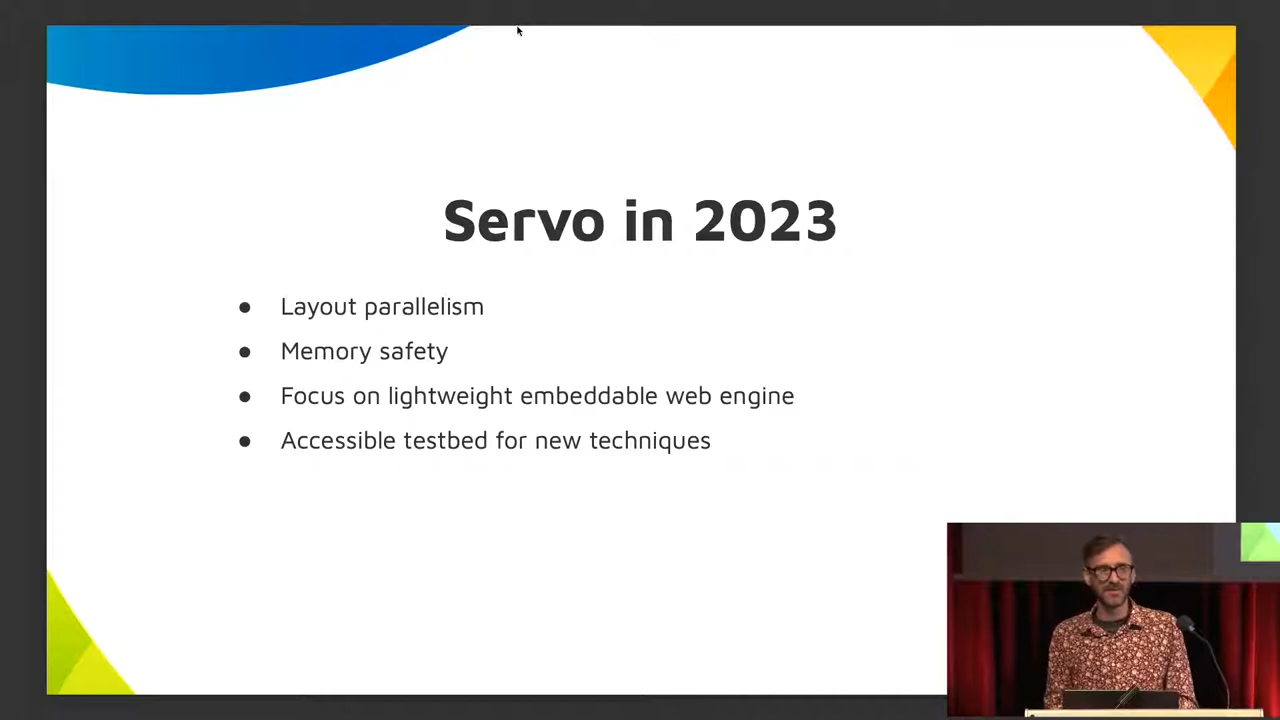 Servo in 2023
● Layout parallelism
● Memory safety
● Focus on lightweight embeddable web engine
● Accessible testbed for new techniques